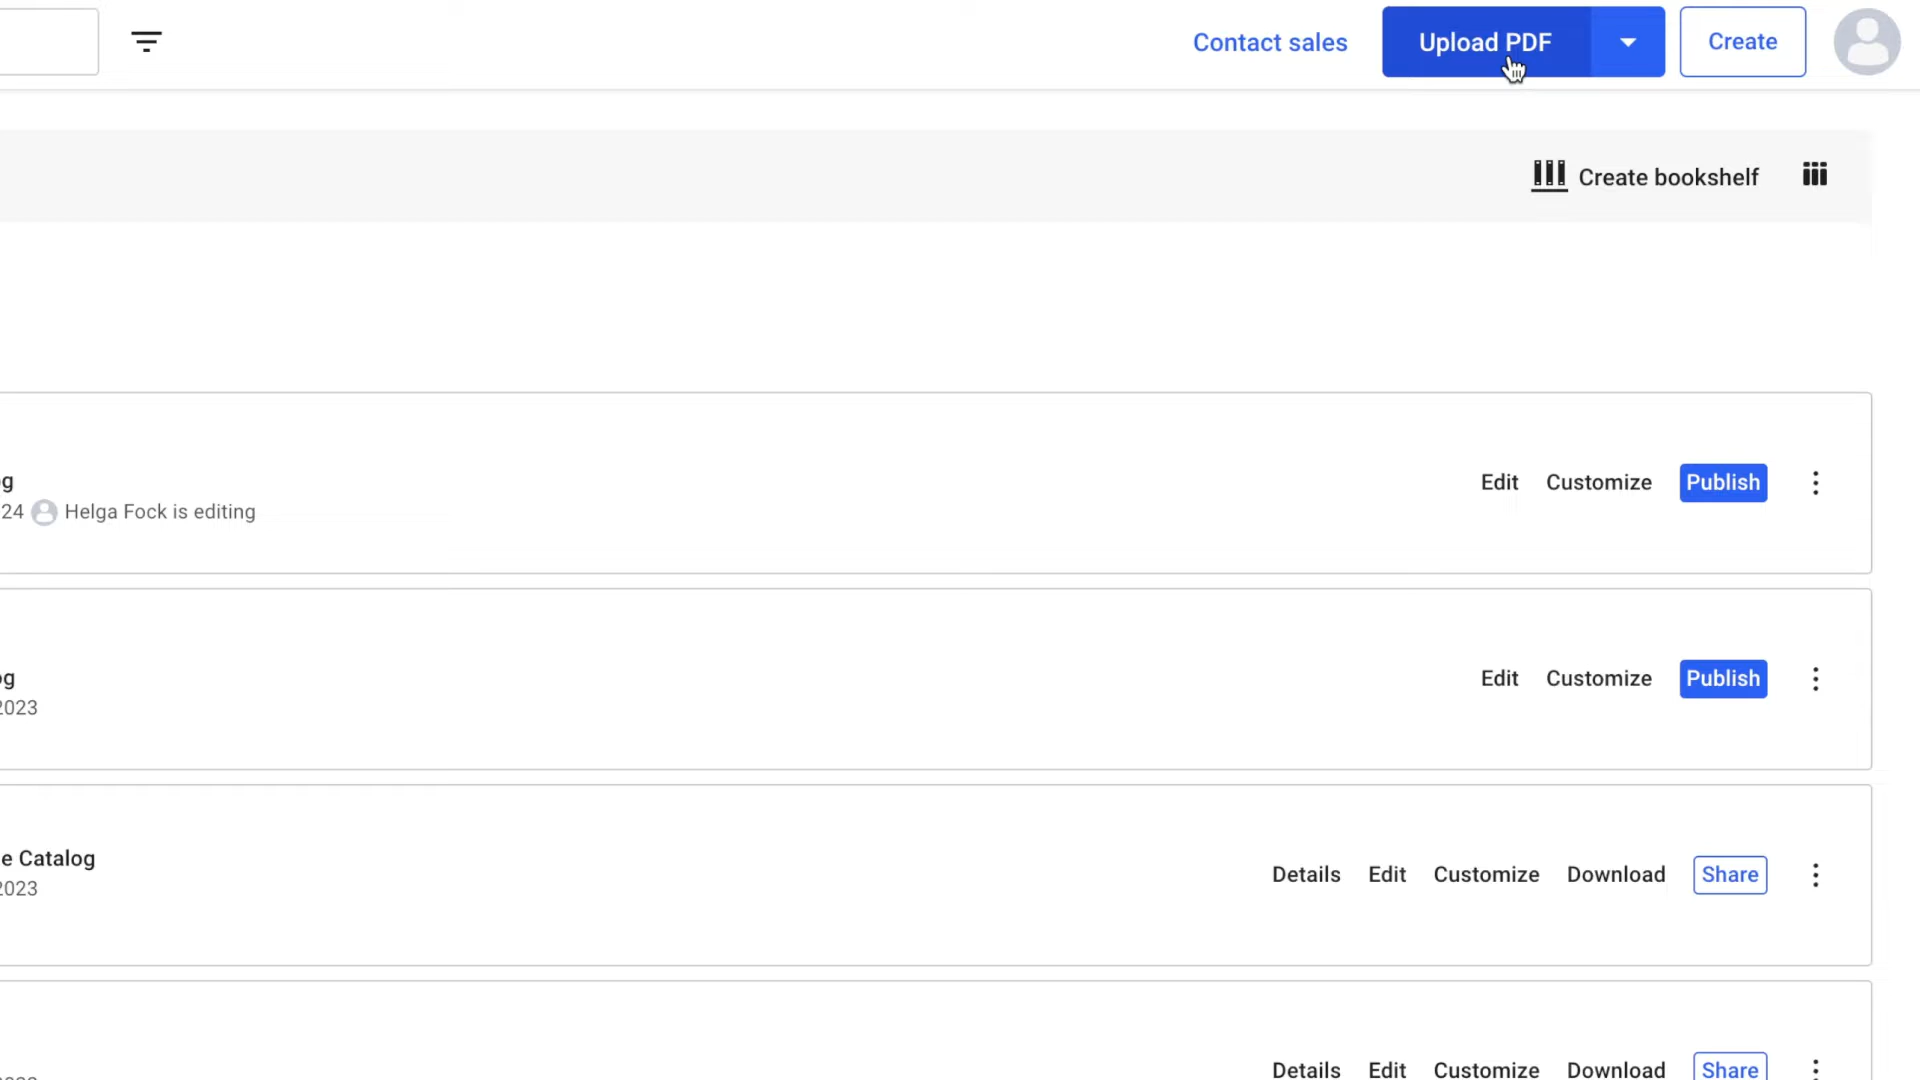 Contact sales Upload PDF Create
Create bookshelf
g
24 Helga Fock is editing
Edit Customize Publish
og
2023
Edit Customize Publish
e Catalog
2023
Details Edit Customize Download Share
Details Edit Customize Download Share